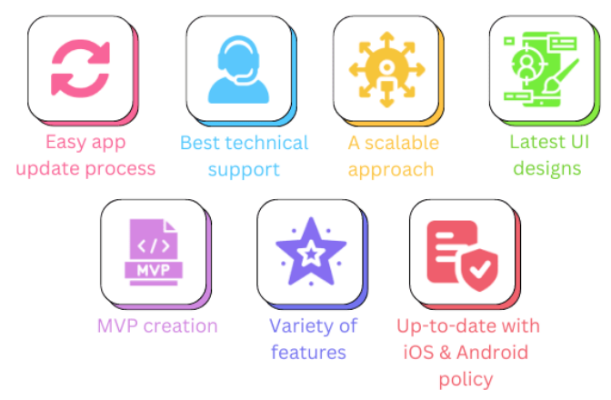 Easy app
update process
Best technical
support
A scalable
approach
Latest UI
designs
</>
MVP
MVP creation
Variety of
features
Up-to-date with
iOS & Android
policy